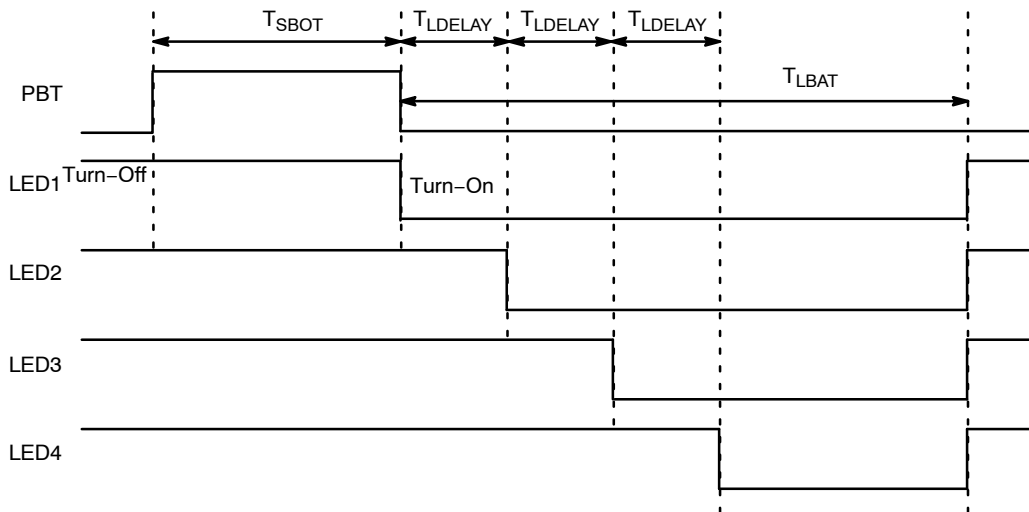 TSBOT TLDELAY TLDELAY TLDELAY
PBT
TLBAT
LED1 Turn−Off Turn−On
LED2
LED3
LED4